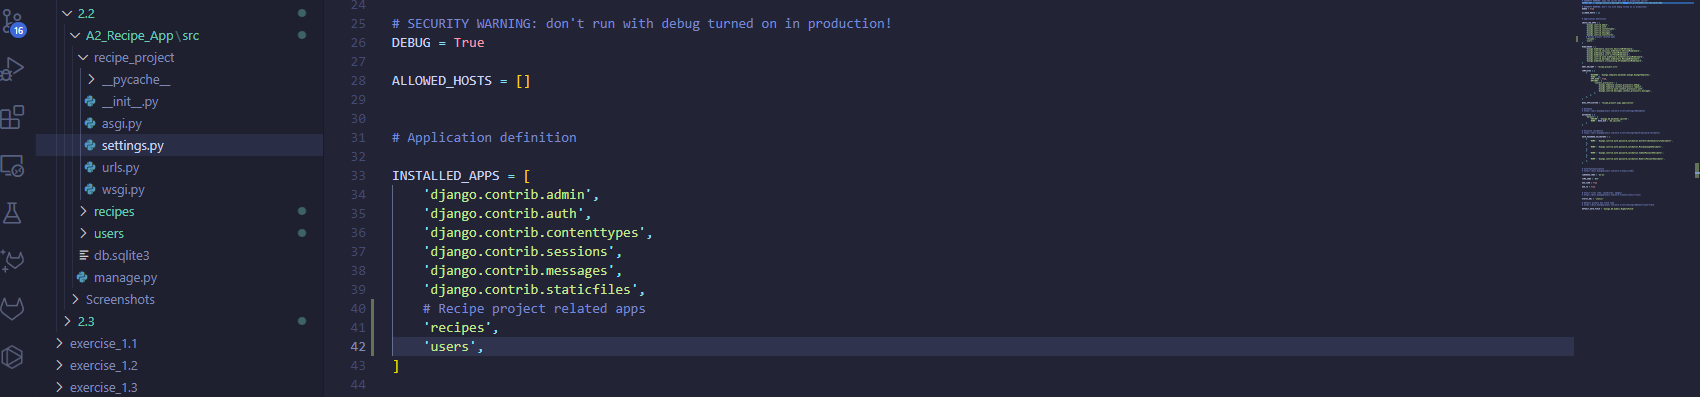 16
2.2
A2_Recipe_App\src
recipe_project
__pycache__
__init__.py
asgi.py
settings.py
urls.py
wsgi.py
recipes
users
db.sqlite3
manage.py
Screenshots
2.3
exercise_1.1
exercise_1.2
exercise_1.3
24
25 # SECURITY WARNING: don't run with debug turned on in production!
26 DEBUG = True
27
28 ALLOWED_HOSTS = []
29
30
31 # Application definition
32
33 INSTALLED_APPS = [
34 'django.contrib.admin',
35 'django.contrib.auth',
36 'django.contrib.contenttypes',
37 'django.contrib.sessions',
38 'django.contrib.messages',
39 'django.contrib.staticfiles',
40 # Recipe project related apps
41 'recipes',
42 'users',
43 ]
44